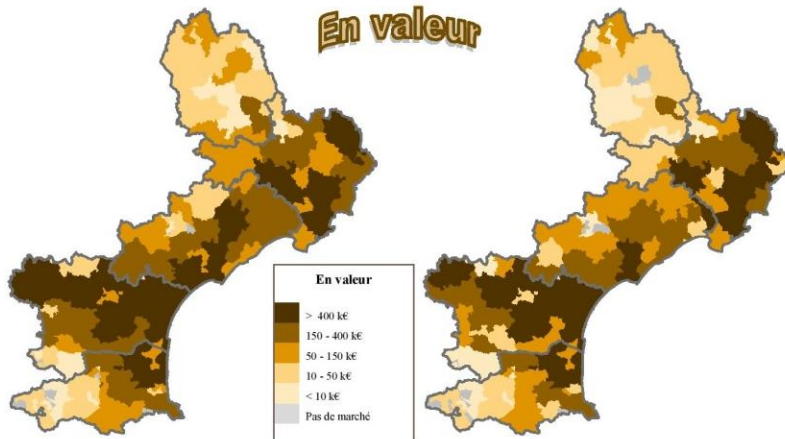 En valeur
En valeur
> 400 k€
150 - 400 k€
50 - 150 k€
10 - 50 k€
< 10 k€
Pas de marché